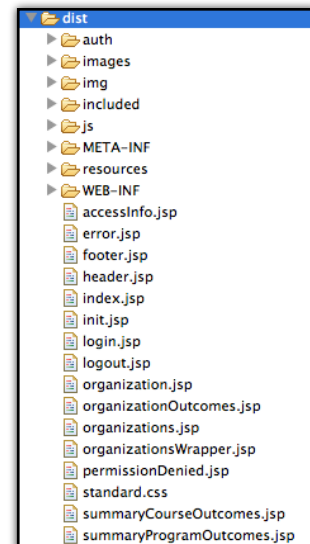 dist
auth
images
img
included
js
META-INF
resources
WEB-INF
accessInfo.jsp
error.jsp
footer.jsp
header.jsp
index.jsp
init.jsp
login.jsp
logout.jsp
organization.jsp
organizationOutcomes.jsp
organizations.jsp
organizationsWrapper.jsp
permissionDenied.jsp
standard.css
summaryCourseOutcomes.jsp
summaryProgramOutcomes.jsp